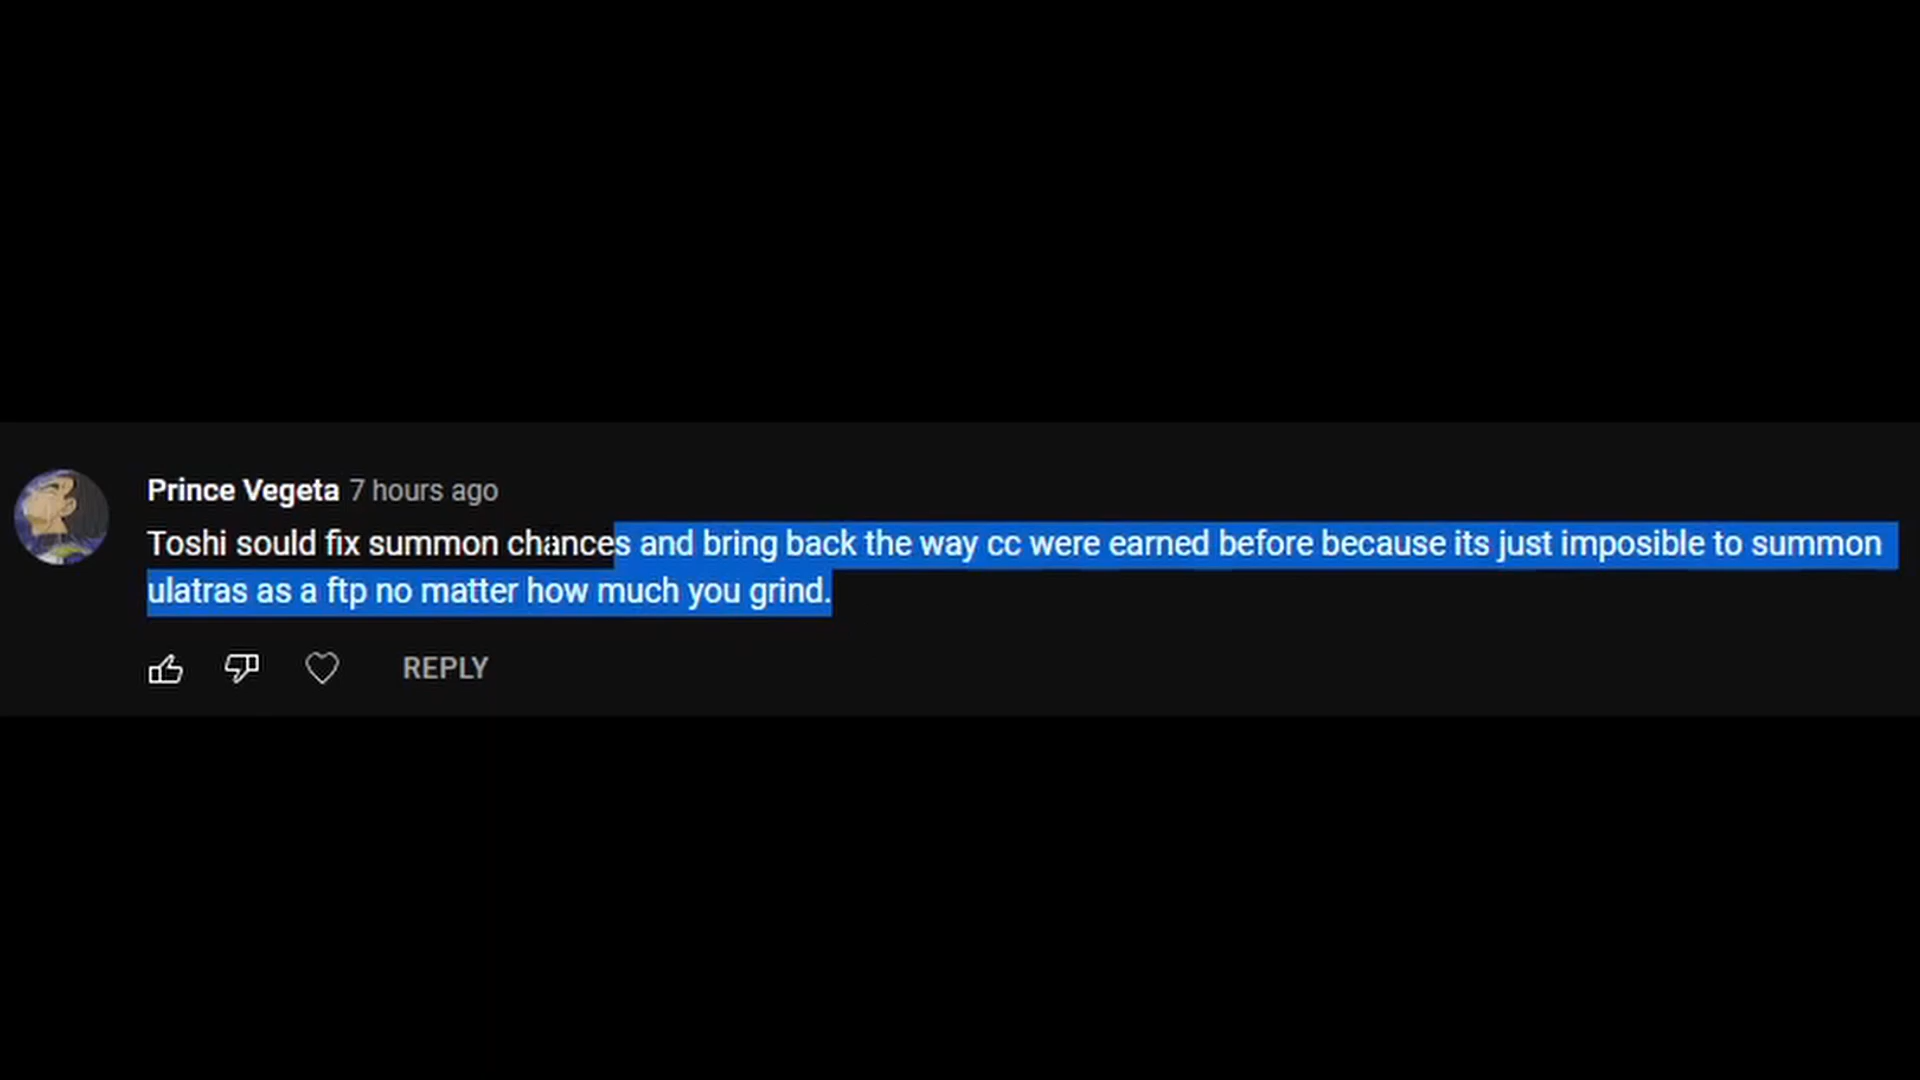 Prince Vegeta 7 hours ago
Toshi sould fix summon chances and bring back the way cc were earned before because its just imposible to summon
ulatras as a ftp no matter how much you grind.
REPLY